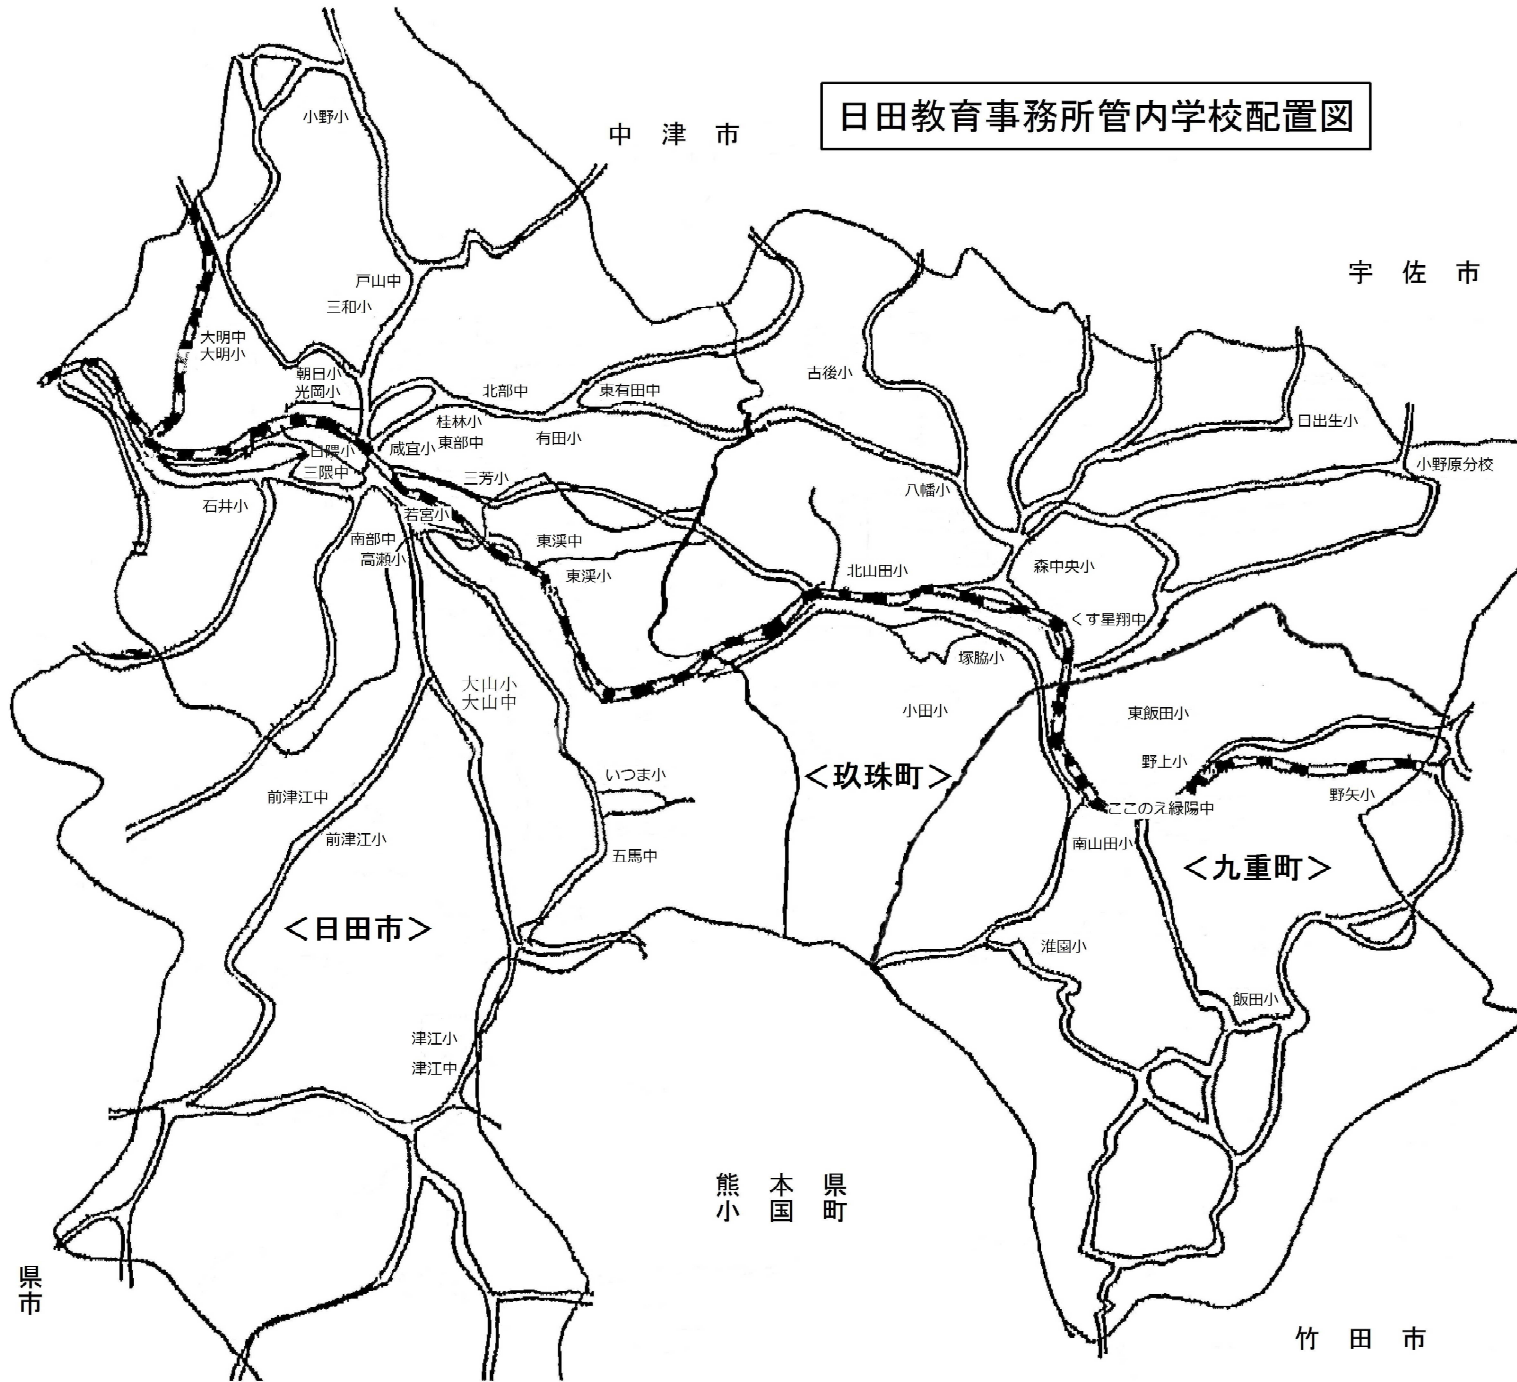 日田教育事務所管内学校配置図
小野小
中津市
宇佐市
戸山中
三和小
大明中
大明小
朝日小
光岡小
北部中
東有田中
古後小
桂林小
東部中
有田小
咸宜小
日隈小
三隈中
三芳小
日出生小
小野原分校
八幡小
石井小
若宮小
南部中
高瀬小
東渓中
東渓小
北山田小
森中央小
くす星翔中
塚脇小
大山小
大山中
小田小
東飯田小
野上小
いつま小
<玖珠町>
前津江中
野矢小
ここのえ緑陽中
前津江小
南山田小
五馬中
<九重町>
<日田市>
淮園小
飯田小
津江小
津江中
熊本県
小国町
県
市
竹田市